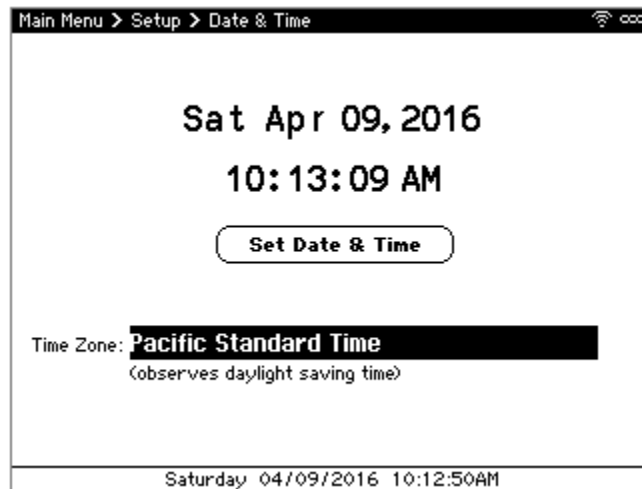 Main Menu > Setup > Date & Time
Sat Apr 09, 2016
10:13:09 AM
Set Date & Time
Time Zone: Pacific Standard Time
(observes daylight saving time)
Saturday 04/09/2016 10:12:50AM